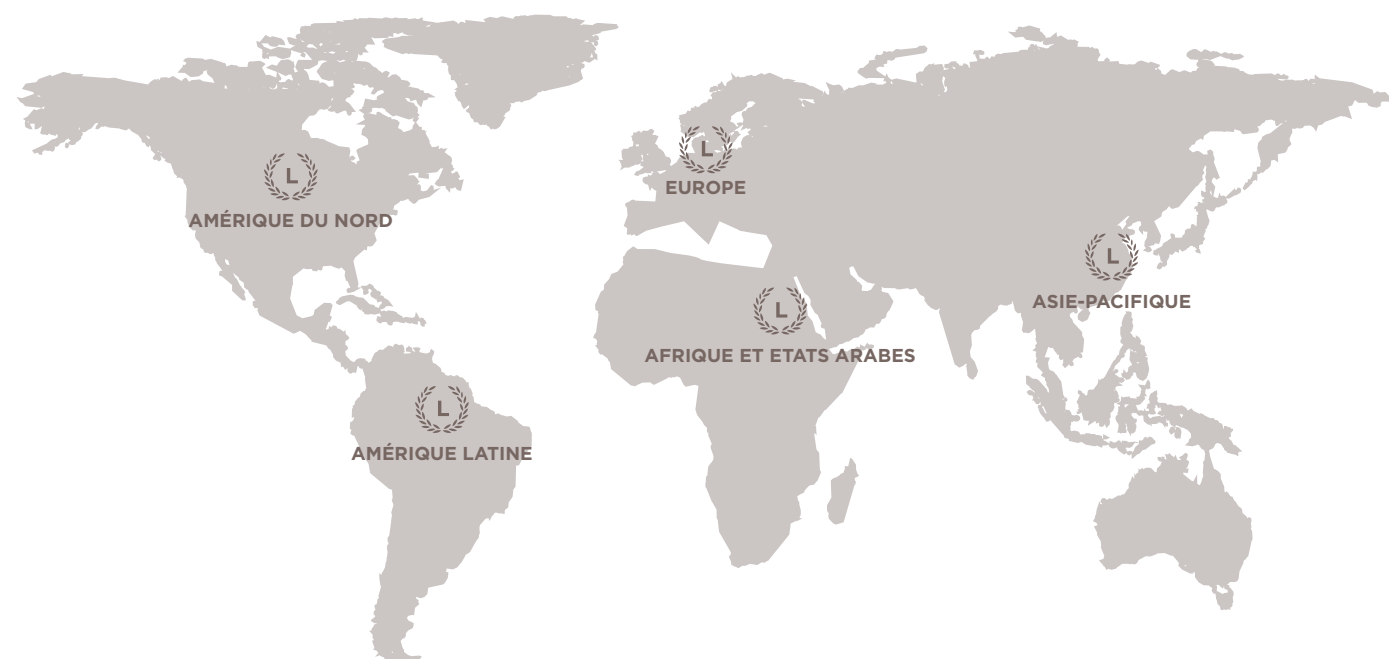 L
EUROPE
L
AMÉRIQUE DU NORD
L
ASIE-PACIFIQUE
L
AFRIQUE ET ETATS ARABES
L
AMÉRIQUE LATINE